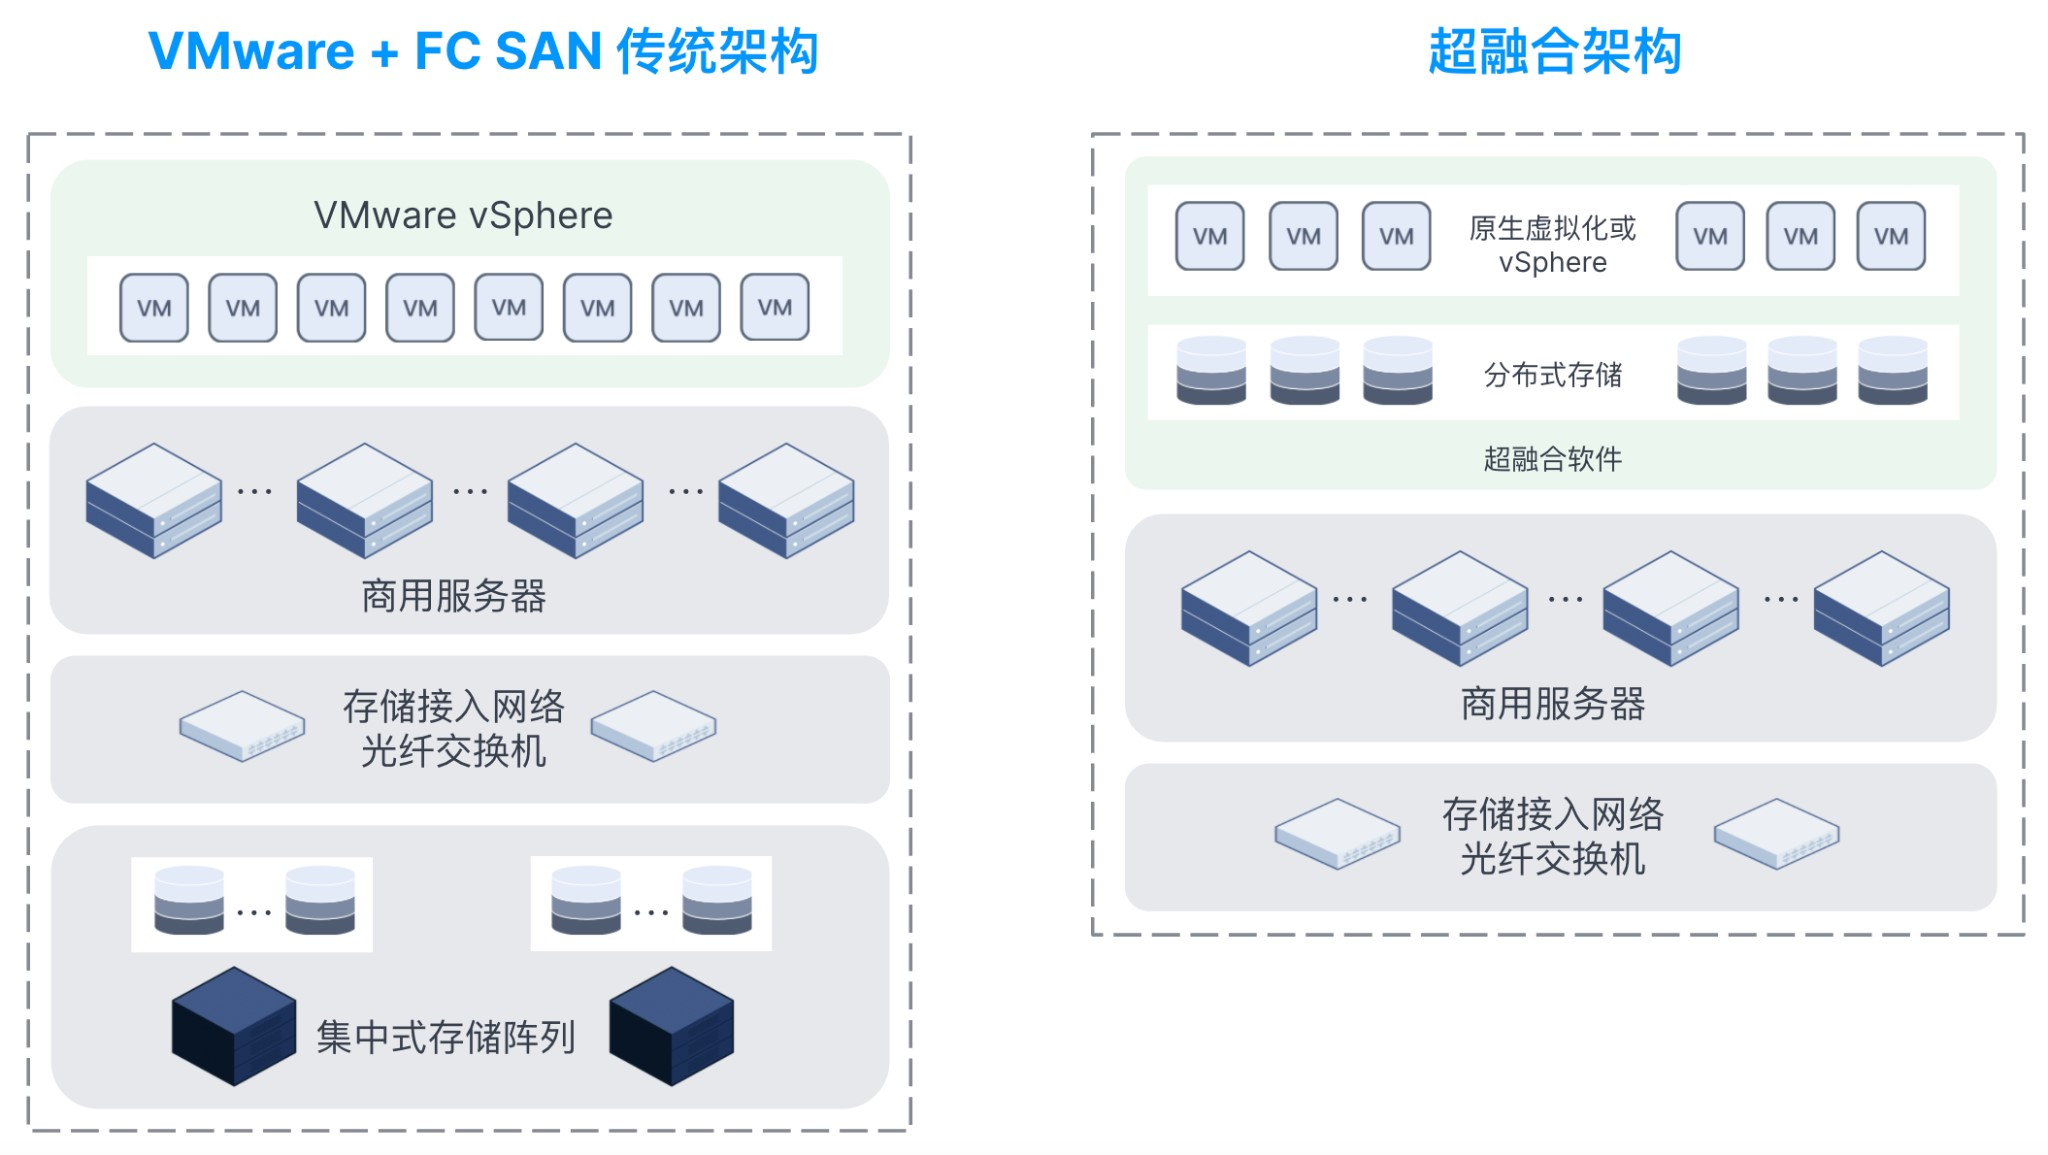 VMware + FC SAN 传统架构
VMware vSphere
VM VM VM VM VM VM VM VM
... ... ...
商用服务器
存储接入网络
光纤交换机
... ...
集中式存储阵列
超融合架构
VM VM VM 原生虚拟化或 VM VM VM
vSphere
分布式存储
超融合软件
... ... ...
商用服务器
存储接入网络
光纤交换机